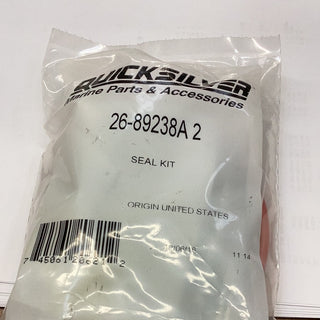 QUICKSILVER
Marine Parts & Accessories
26-89238A 2
SEAL KIT
ORIGIN UNITED STATES
11 14